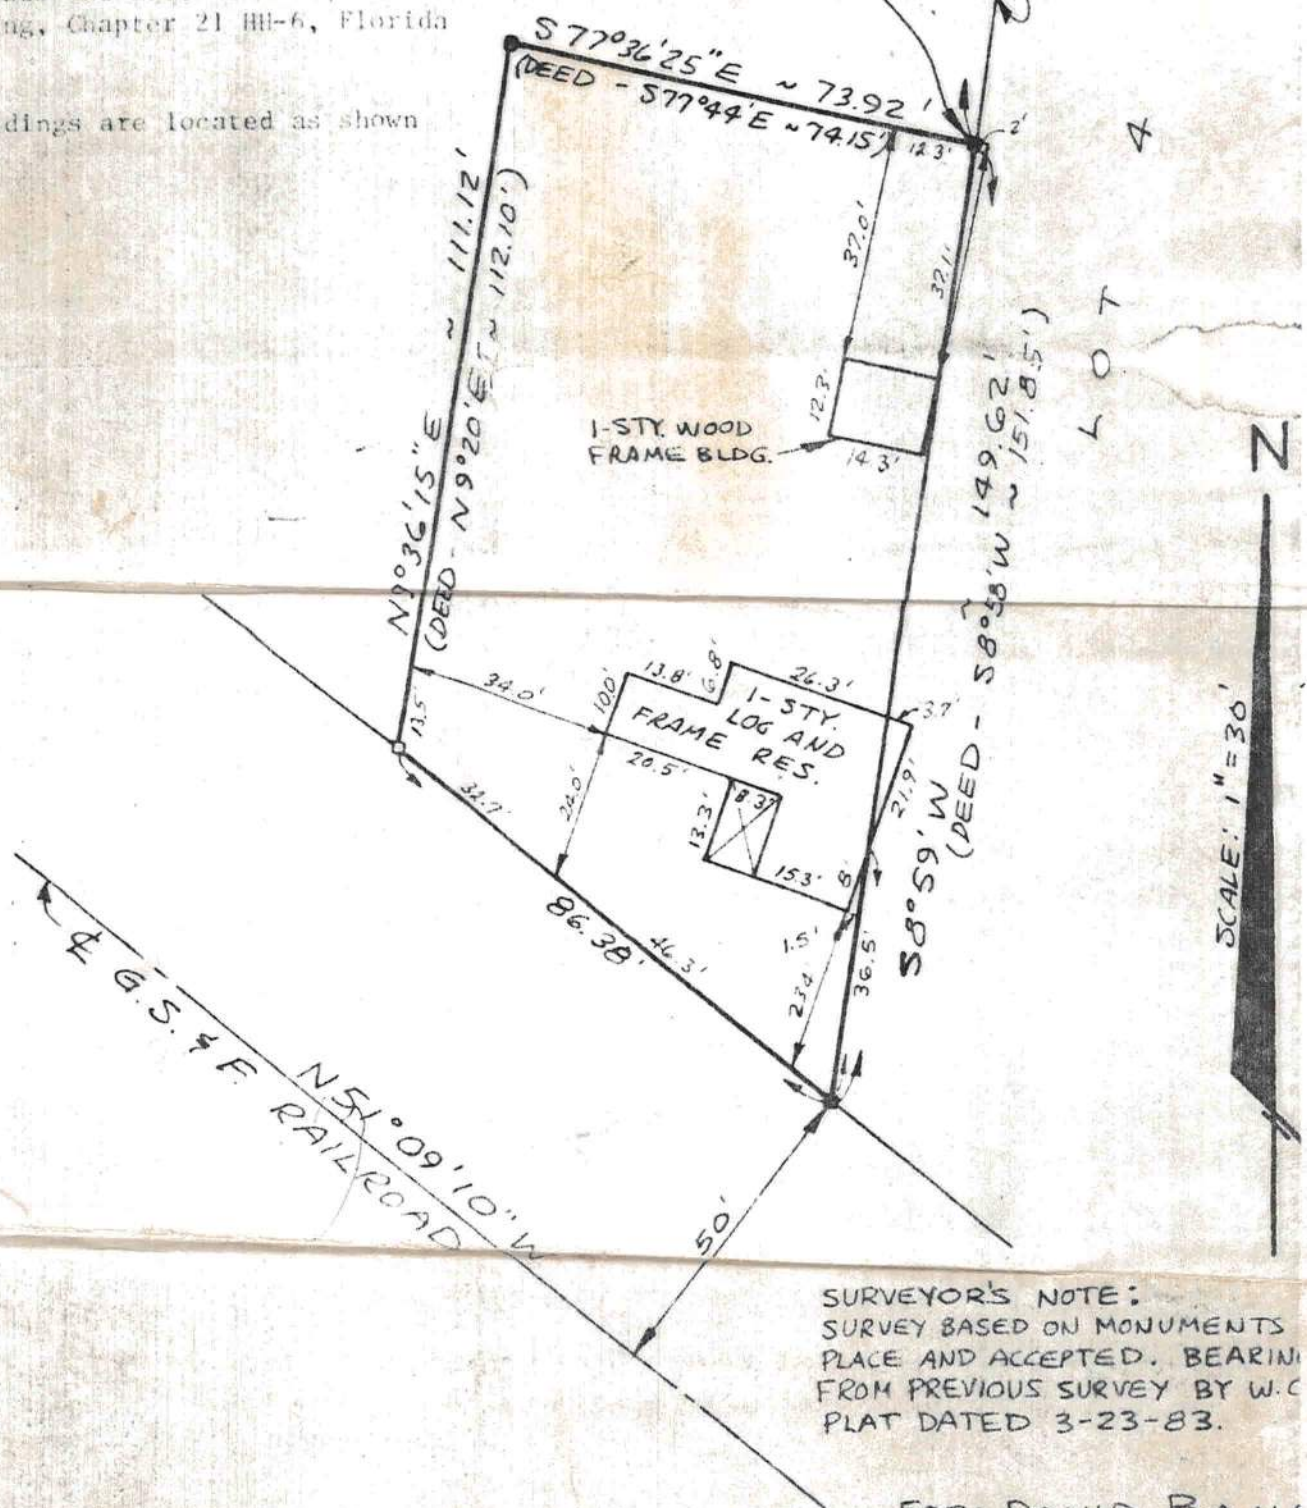 ng, Chapter 21 HH-6, Florida
dings are located as shown
S 77°36'25" E ~ 73.92'
(DEED - S77°44'E ~ 74.15')
12.3'
2'
4
LOT
N9°36'15"E ~ 111.12'
(DEED - N9°20'E ~ 112.10')
37.0'
32.1'
12.3'
14.3'
1-STY. WOOD
FRAME BLDG.
S8°59'W 149.62'
(DEED - S8°58'W ~ 151.85')
N
SCALE: 1"=30'
34.0'
13.5'
10.0'
13.8'
6.8'
26.3'
3.7'
1-STY.
LOG AND
FRAME RES.
20.5'
8.3'
13.3'
15.3'
21.9'
8'
24.0'
32.7'
86.38'
46.3'
1.5'
23.4'
36.5'
℄ G.S. & F. RAILROAD
N51°09'10"W
50'
SURVEYOR'S NOTE:
SURVEY BASED ON MONUMENTS
PLACE AND ACCEPTED. BEARIN
FROM PREVIOUS SURVEY BY W.C
PLAT DATED 3-23-83.